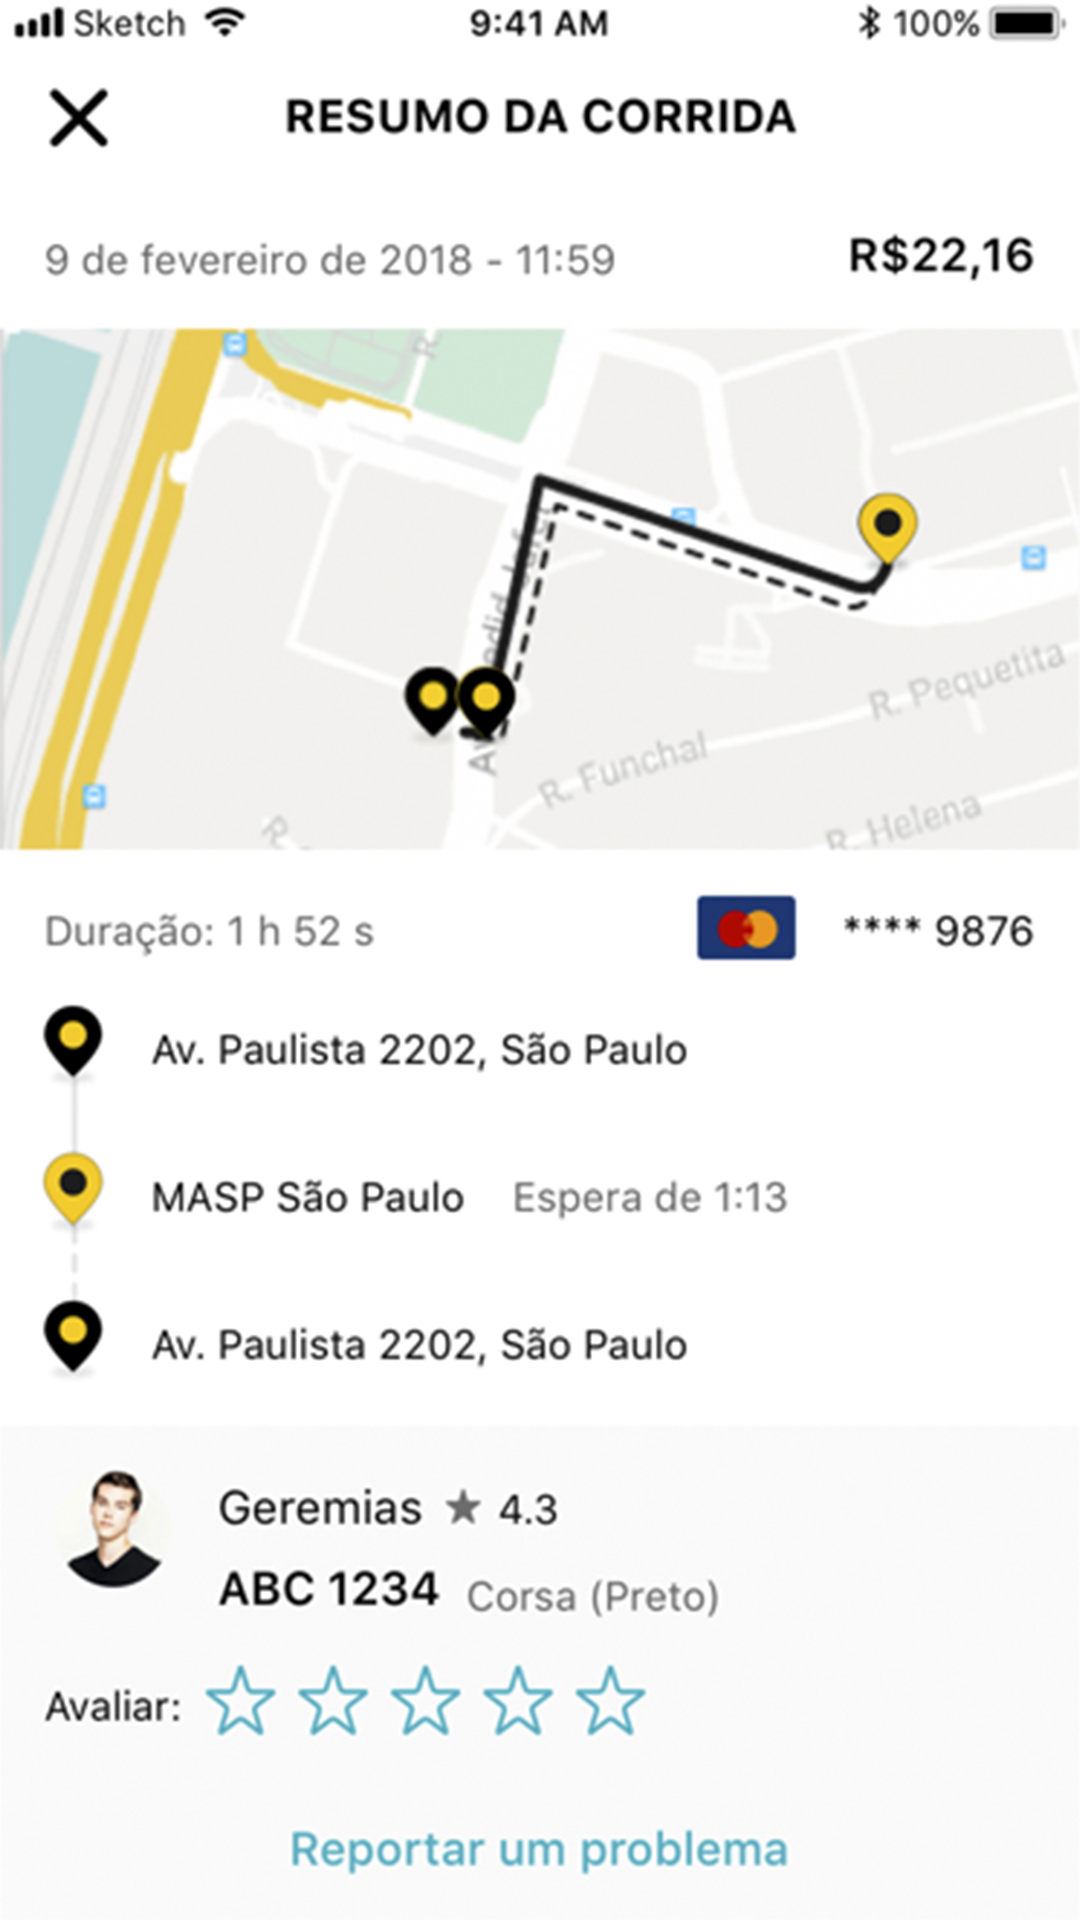 Sketch 9:41 AM 100%
RESUMO DA CORRIDA
9 de fevereiro de 2018 - 11:59 R$22,16
R.
R. Pequetita
R. Funchal
R. Helena
R.
Duração: 1 h 52 s **** 9876
Av. Paulista 2202, São Paulo
MASP São Paulo Espera de 1:13
Av. Paulista 2202, São Paulo
Geremias ★ 4.3
ABC 1234 Corsa (Preto)
Avaliar:
Reportar um problema